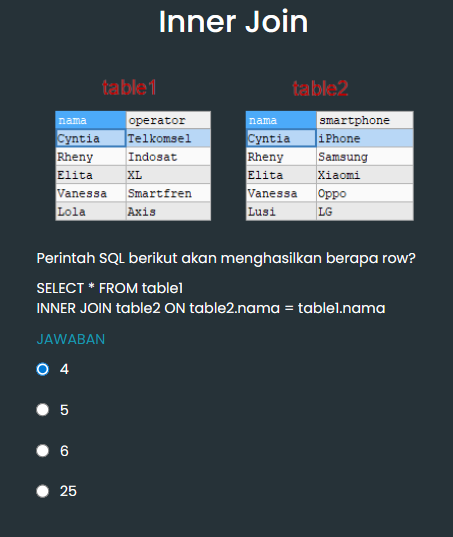 Inner Join
table1 table2
nama operator nama smartphone
Cyntia Telkomsel Cyntia iPhone
Rheny Indosat Rheny Samsung
Elita XL Elita Xiaomi
Vanessa Smartfren Vanessa Oppo
Lola Axis Lusi LG
Perintah SQL berikut akan menghasilkan berapa row?
SELECT * FROM table1
INNER JOIN table2 ON table2.nama = table1.nama
JAWABAN
4
5
6
25